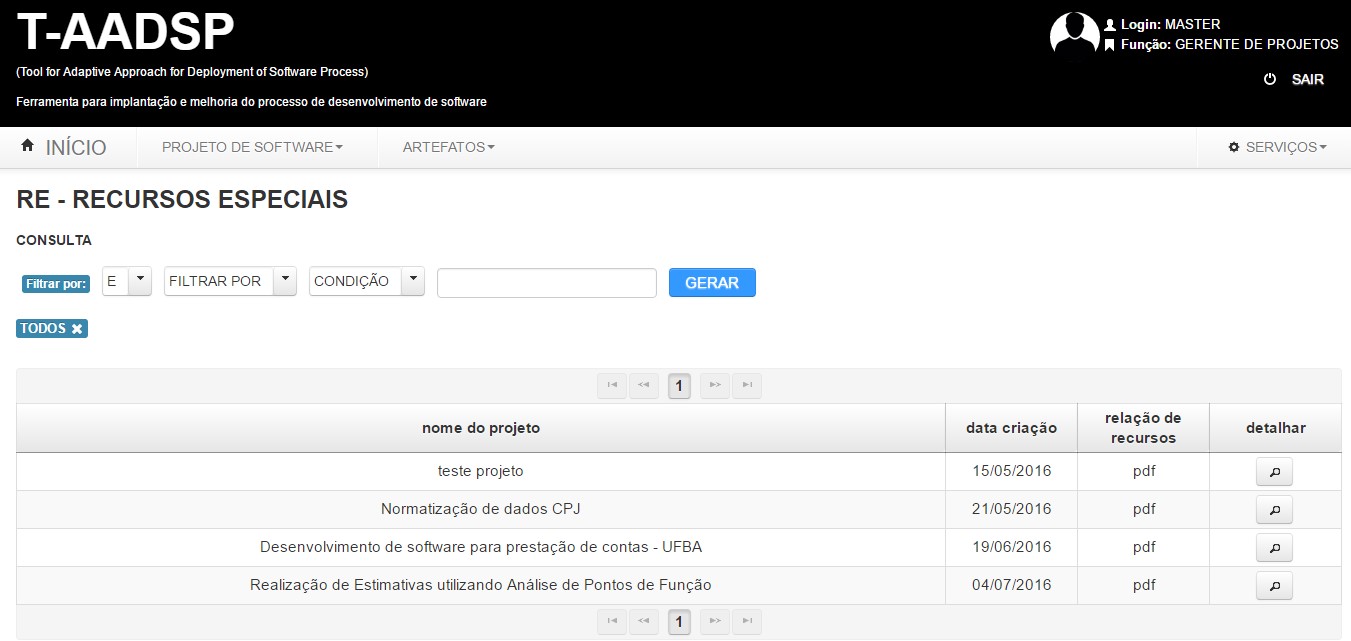 T-AADSP
(Tool for Adaptive Approach for Deployment of Software Process)
Ferramenta para implantação e melhoria do processo de desenvolvimento de software
Login: MASTER
Função: GERENTE DE PROJETOS
SAIR
INÍCIO PROJETO DE SOFTWARE ARTEFATOS SERVIÇOS
RE - RECURSOS ESPECIAIS
CONSULTA
Filtrar por: E FILTRAR POR CONDIÇÃO GERAR
TODOS
1
nome do projeto data criação relação de recursos detalhar
teste projeto 15/05/2016 pdf
Normatização de dados CPJ 21/05/2016 pdf
Desenvolvimento de software para prestação de contas - UFBA 19/06/2016 pdf
Realização de Estimativas utilizando Análise de Pontos de Função 04/07/2016 pdf
1